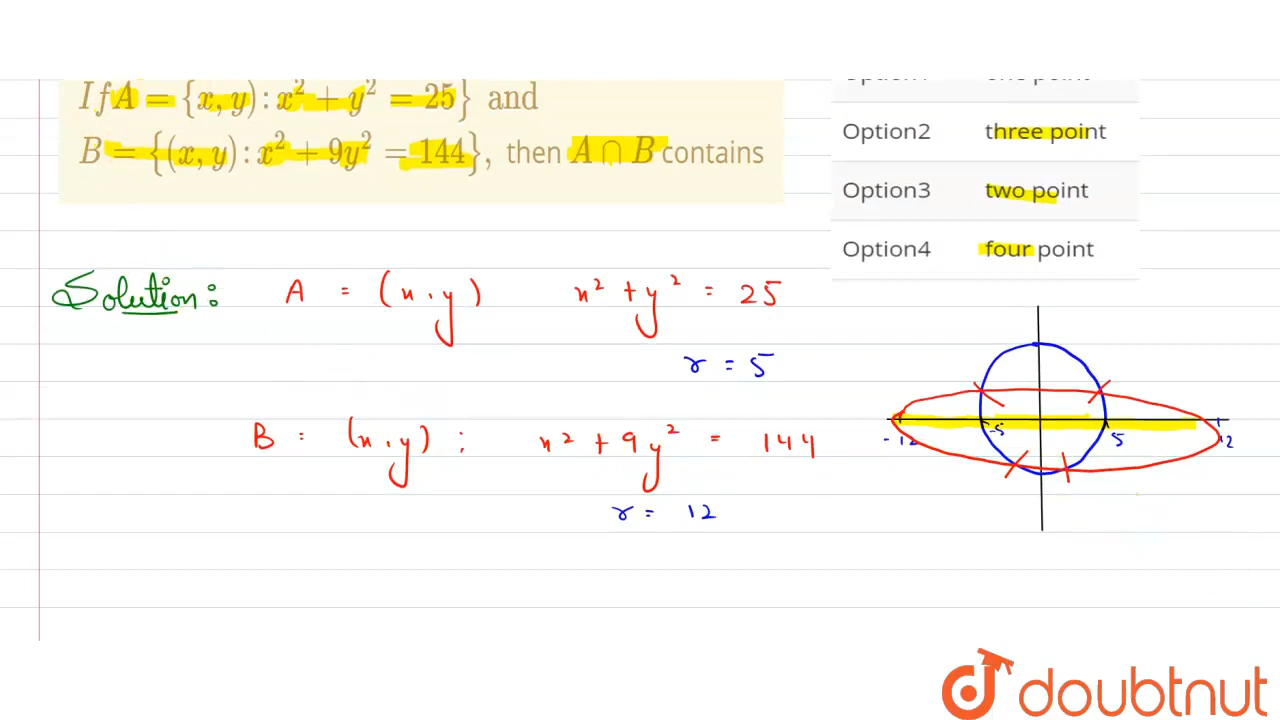 If A = {x, y) : x² + y² = 25} and
B = {(x, y) : x² + 9y² = 144}, then A ∩ B contains
Option2 three point
Option3 two point
Option4 four point
Solution: A = (x, y) x² + y² = 25
r = 5
B = (x, y) ; x² + 9y² = 144
r = 12
-12 -5 5 12
doubtnut